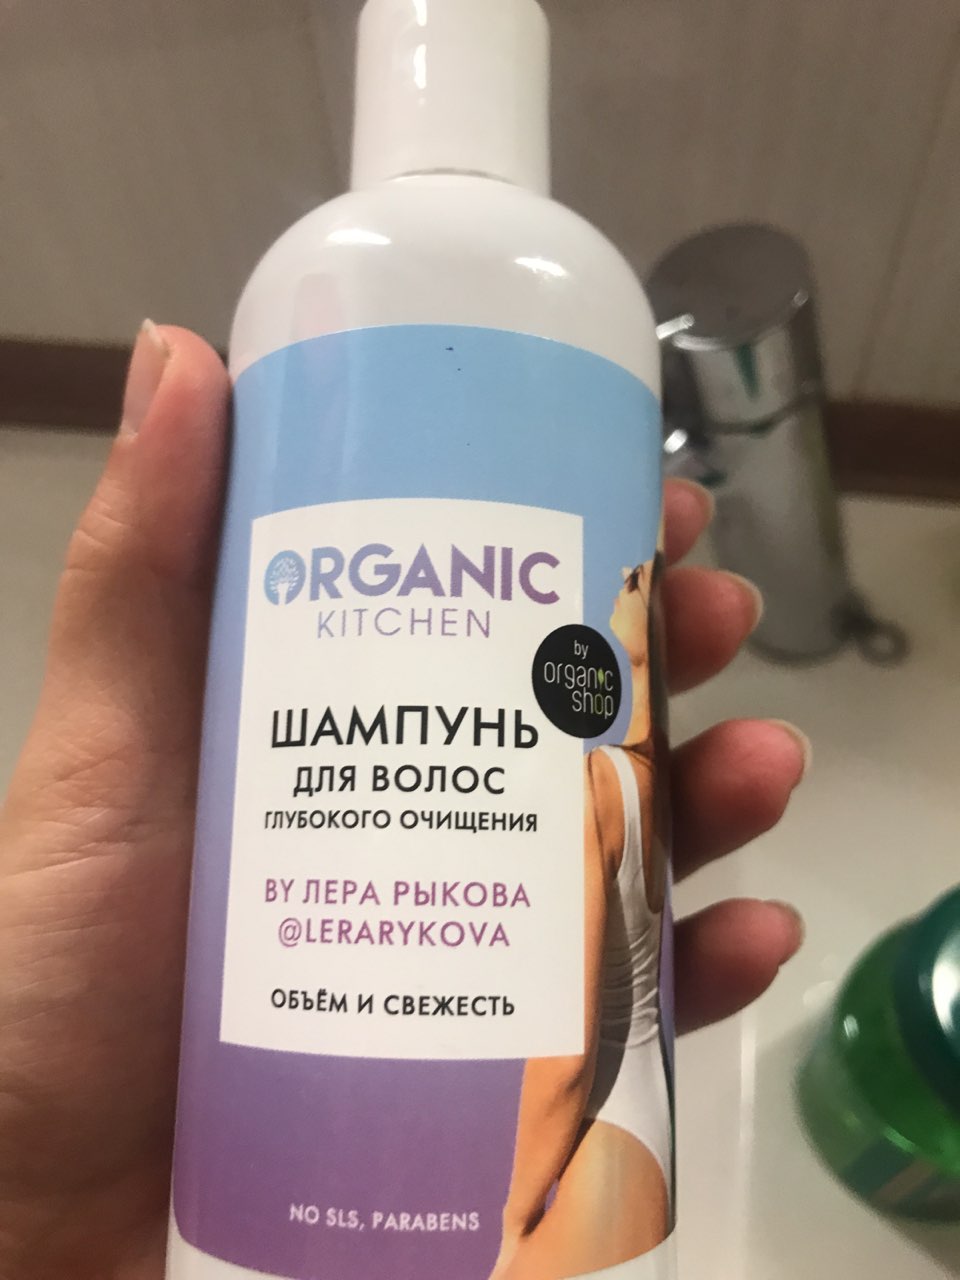 ORGANIC
KITCHEN
by
organic
shop
ШАМПУНЬ
ДЛЯ ВОЛОС
ГЛУБОКОГО ОЧИЩЕНИЯ
BY ЛЕРА РЫКОВА
@LERARYKOVA
ОБЪЁМ И СВЕЖЕСТЬ
NO SLS, PARABENS